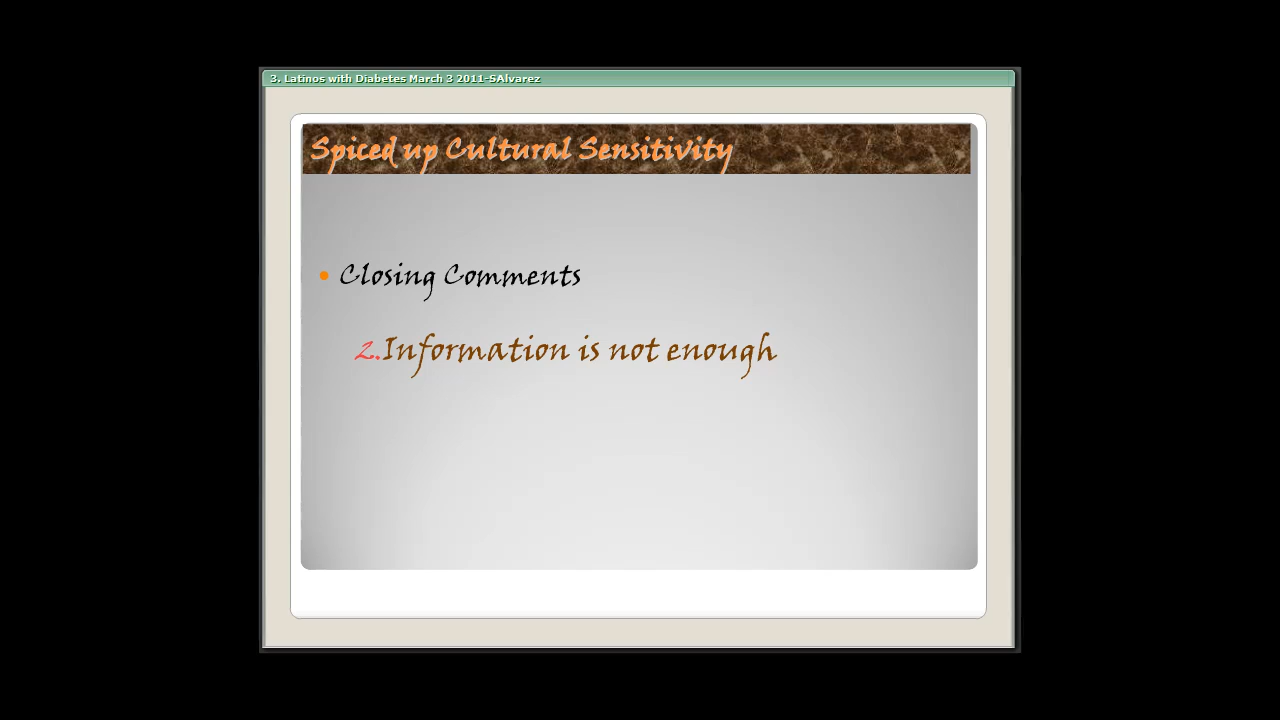 3. Latinos with Diabetes March 3 2011-SAlvarez
Spiced up Cultural Sensitivity
• Closing Comments
2.Information is not enough